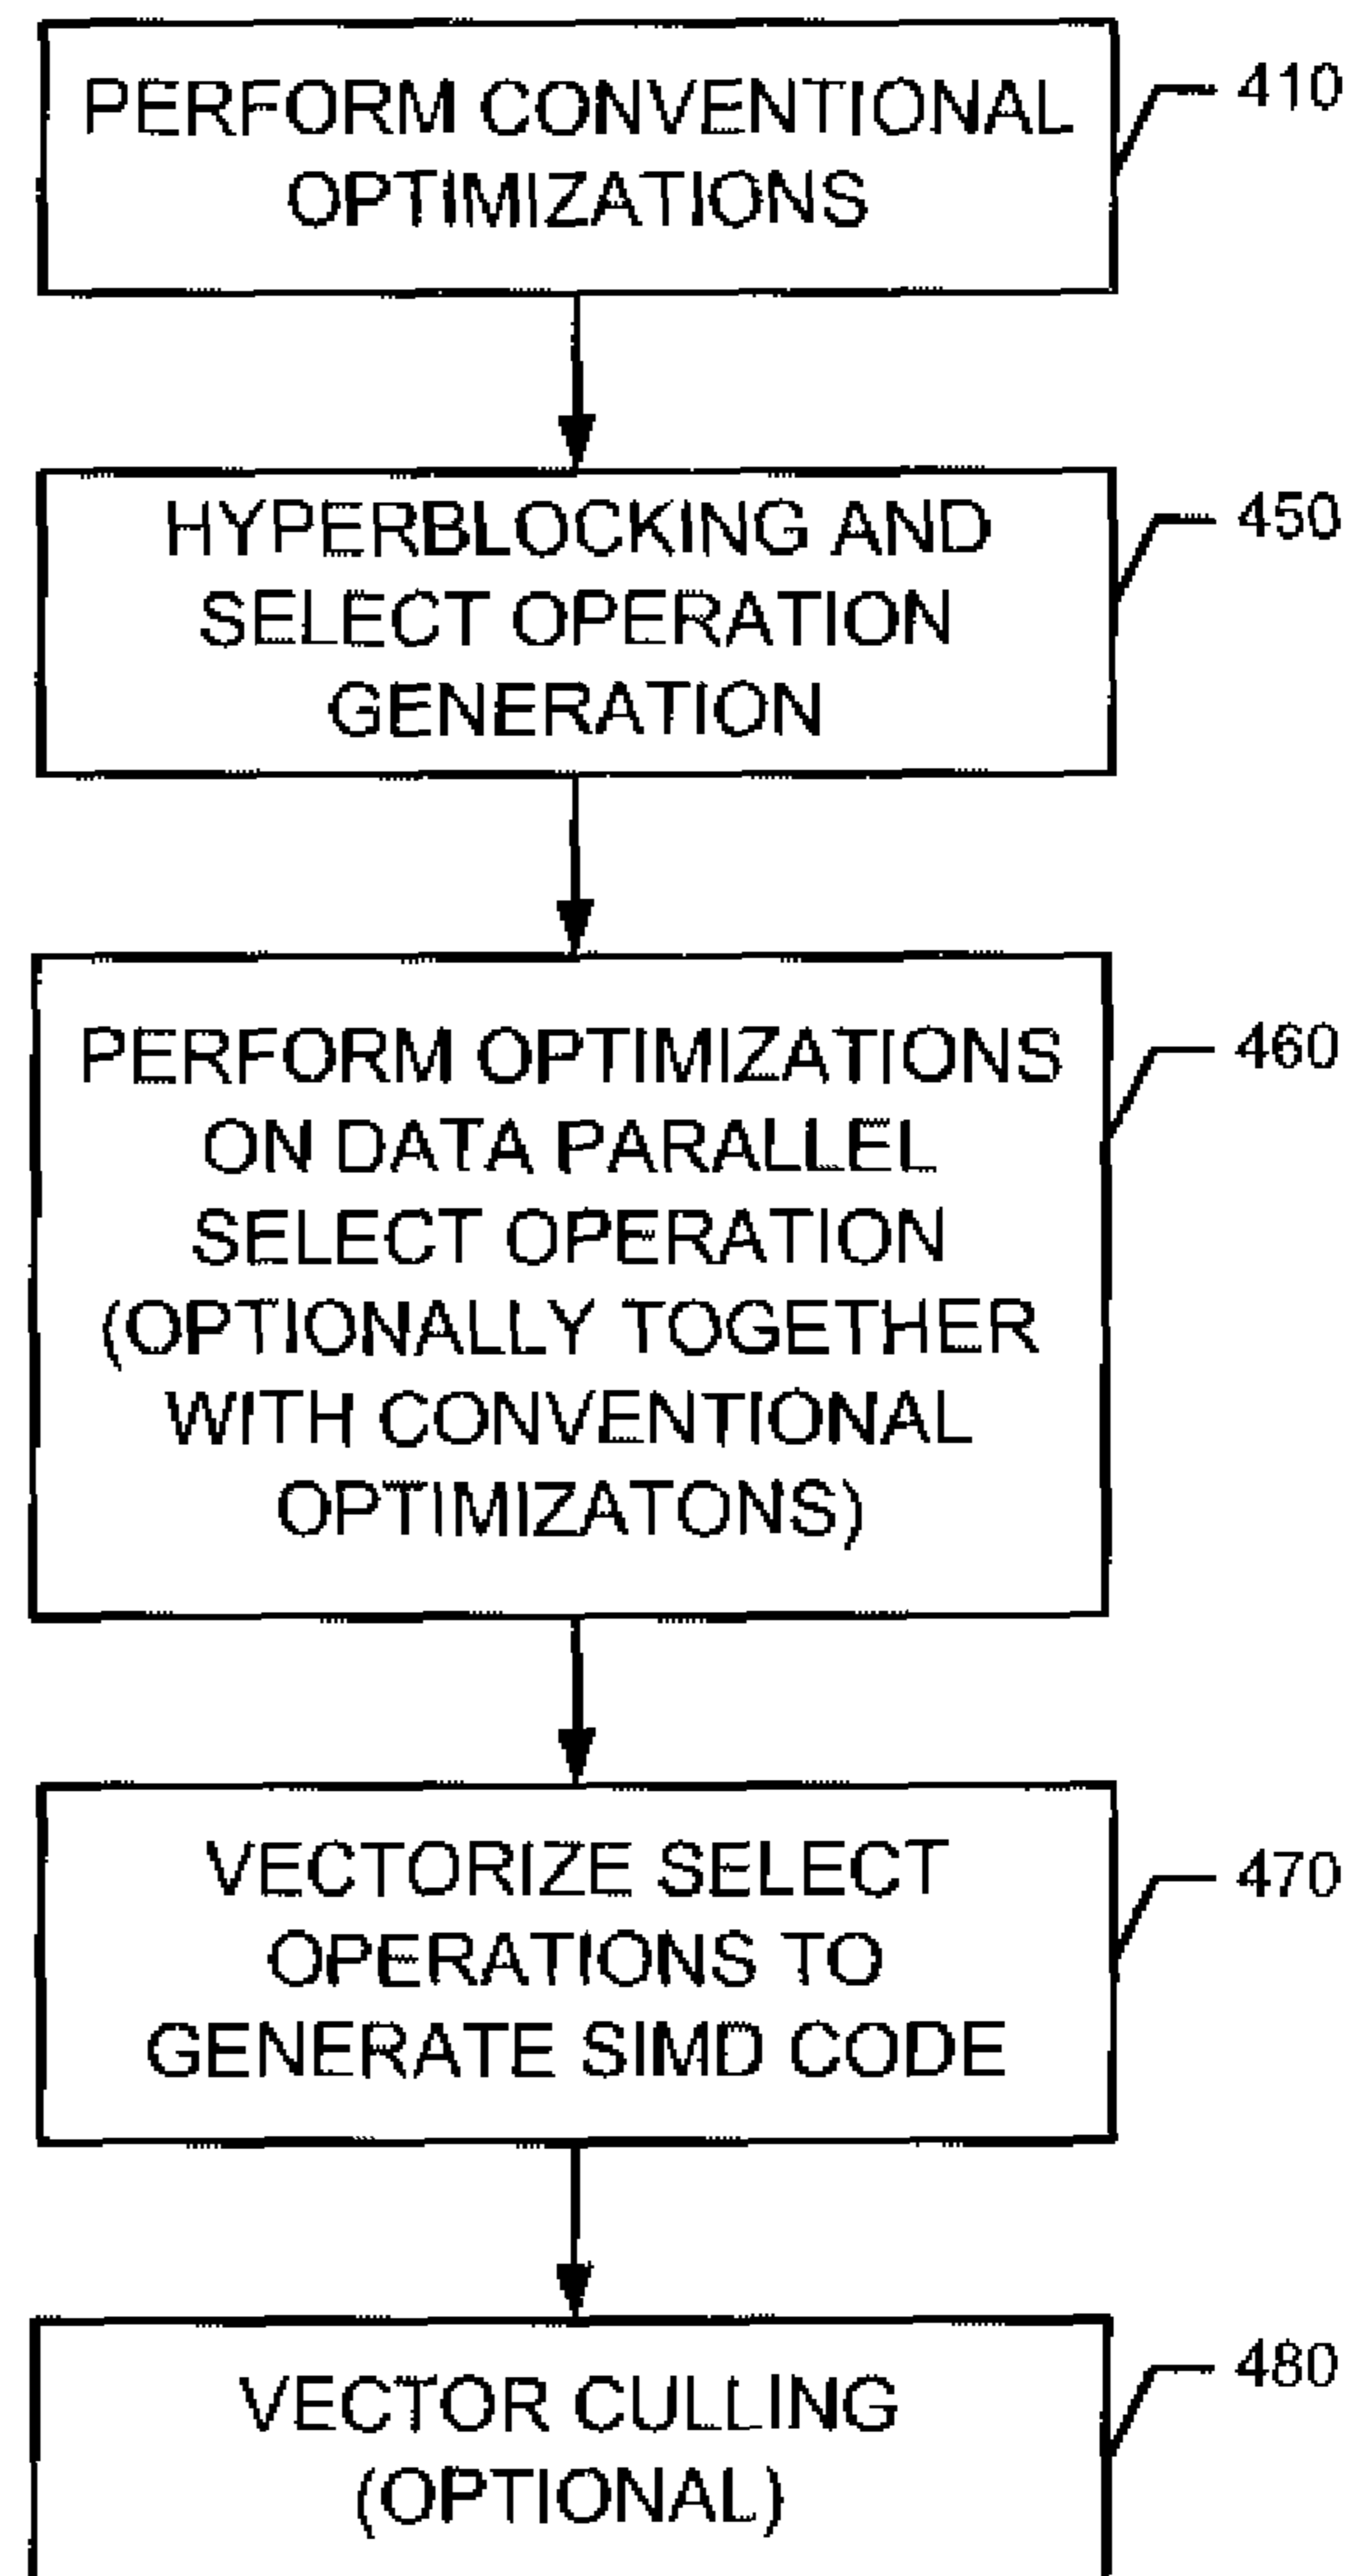 PERFORM CONVENTIONAL
OPTIMIZATIONS
410
HYPERBLOCKING AND
SELECT OPERATION
GENERATION
450
PERFORM OPTIMIZATIONS
ON DATA PARALLEL
SELECT OPERATION
(OPTIONALLY TOGETHER
WITH CONVENTIONAL
OPTIMIZATONS)
460
VECTORIZE SELECT
OPERATIONS TO
GENERATE SIMD CODE
470
VECTOR CULLING
(OPTIONAL)
480